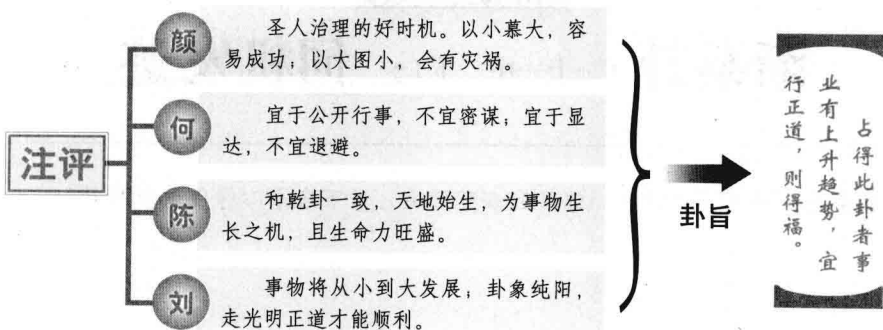 注评
颜
圣人治理的好时机。以小慕大，容
易成功；以大图小，会有灾祸。
何
宜于公开行事，不宜密谋；宜于显
达，不宜退避。
陈
和乾卦一致，天地始生，为事物生
长之机，且生命力旺盛。
刘
事物将从小到大发展；卦象纯阳，
走光明正道才能顺利。
卦旨
占得此卦者事
业有上升趋势，宜
行正道，则得福。